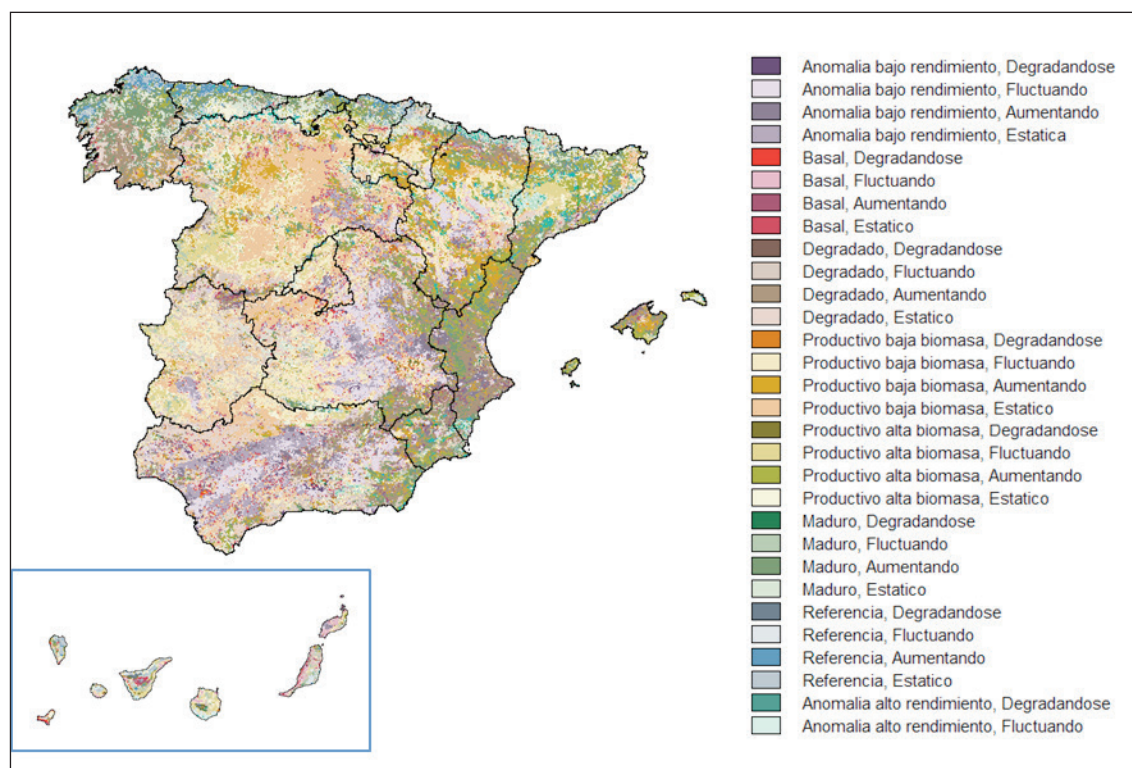 Anomalia bajo rendimiento, Degradandose
Anomalia bajo rendimiento, Fluctuando
Anomalia bajo rendimiento, Aumentando
Anomalia bajo rendimiento, Estatica
Basal, Degradandose
Basal, Fluctuando
Basal, Aumentando
Basal, Estatico
Degradado, Degradandose
Degradado, Fluctuando
Degradado, Aumentando
Degradado, Estatico
Productivo baja biomasa, Degradandose
Productivo baja biomasa, Fluctuando
Productivo baja biomasa, Aumentando
Productivo baja biomasa, Estatico
Productivo alta biomasa, Degradandose
Productivo alta biomasa, Fluctuando
Productivo alta biomasa, Aumentando
Productivo alta biomasa, Estatico
Maduro, Degradandose
Maduro, Fluctuando
Maduro, Aumentando
Maduro, Estatico
Referencia, Degradandose
Referencia, Fluctuando
Referencia, Aumentando
Referencia, Estatico
Anomalia alto rendimiento, Degradandose
Anomalia alto rendimiento, Fluctuando